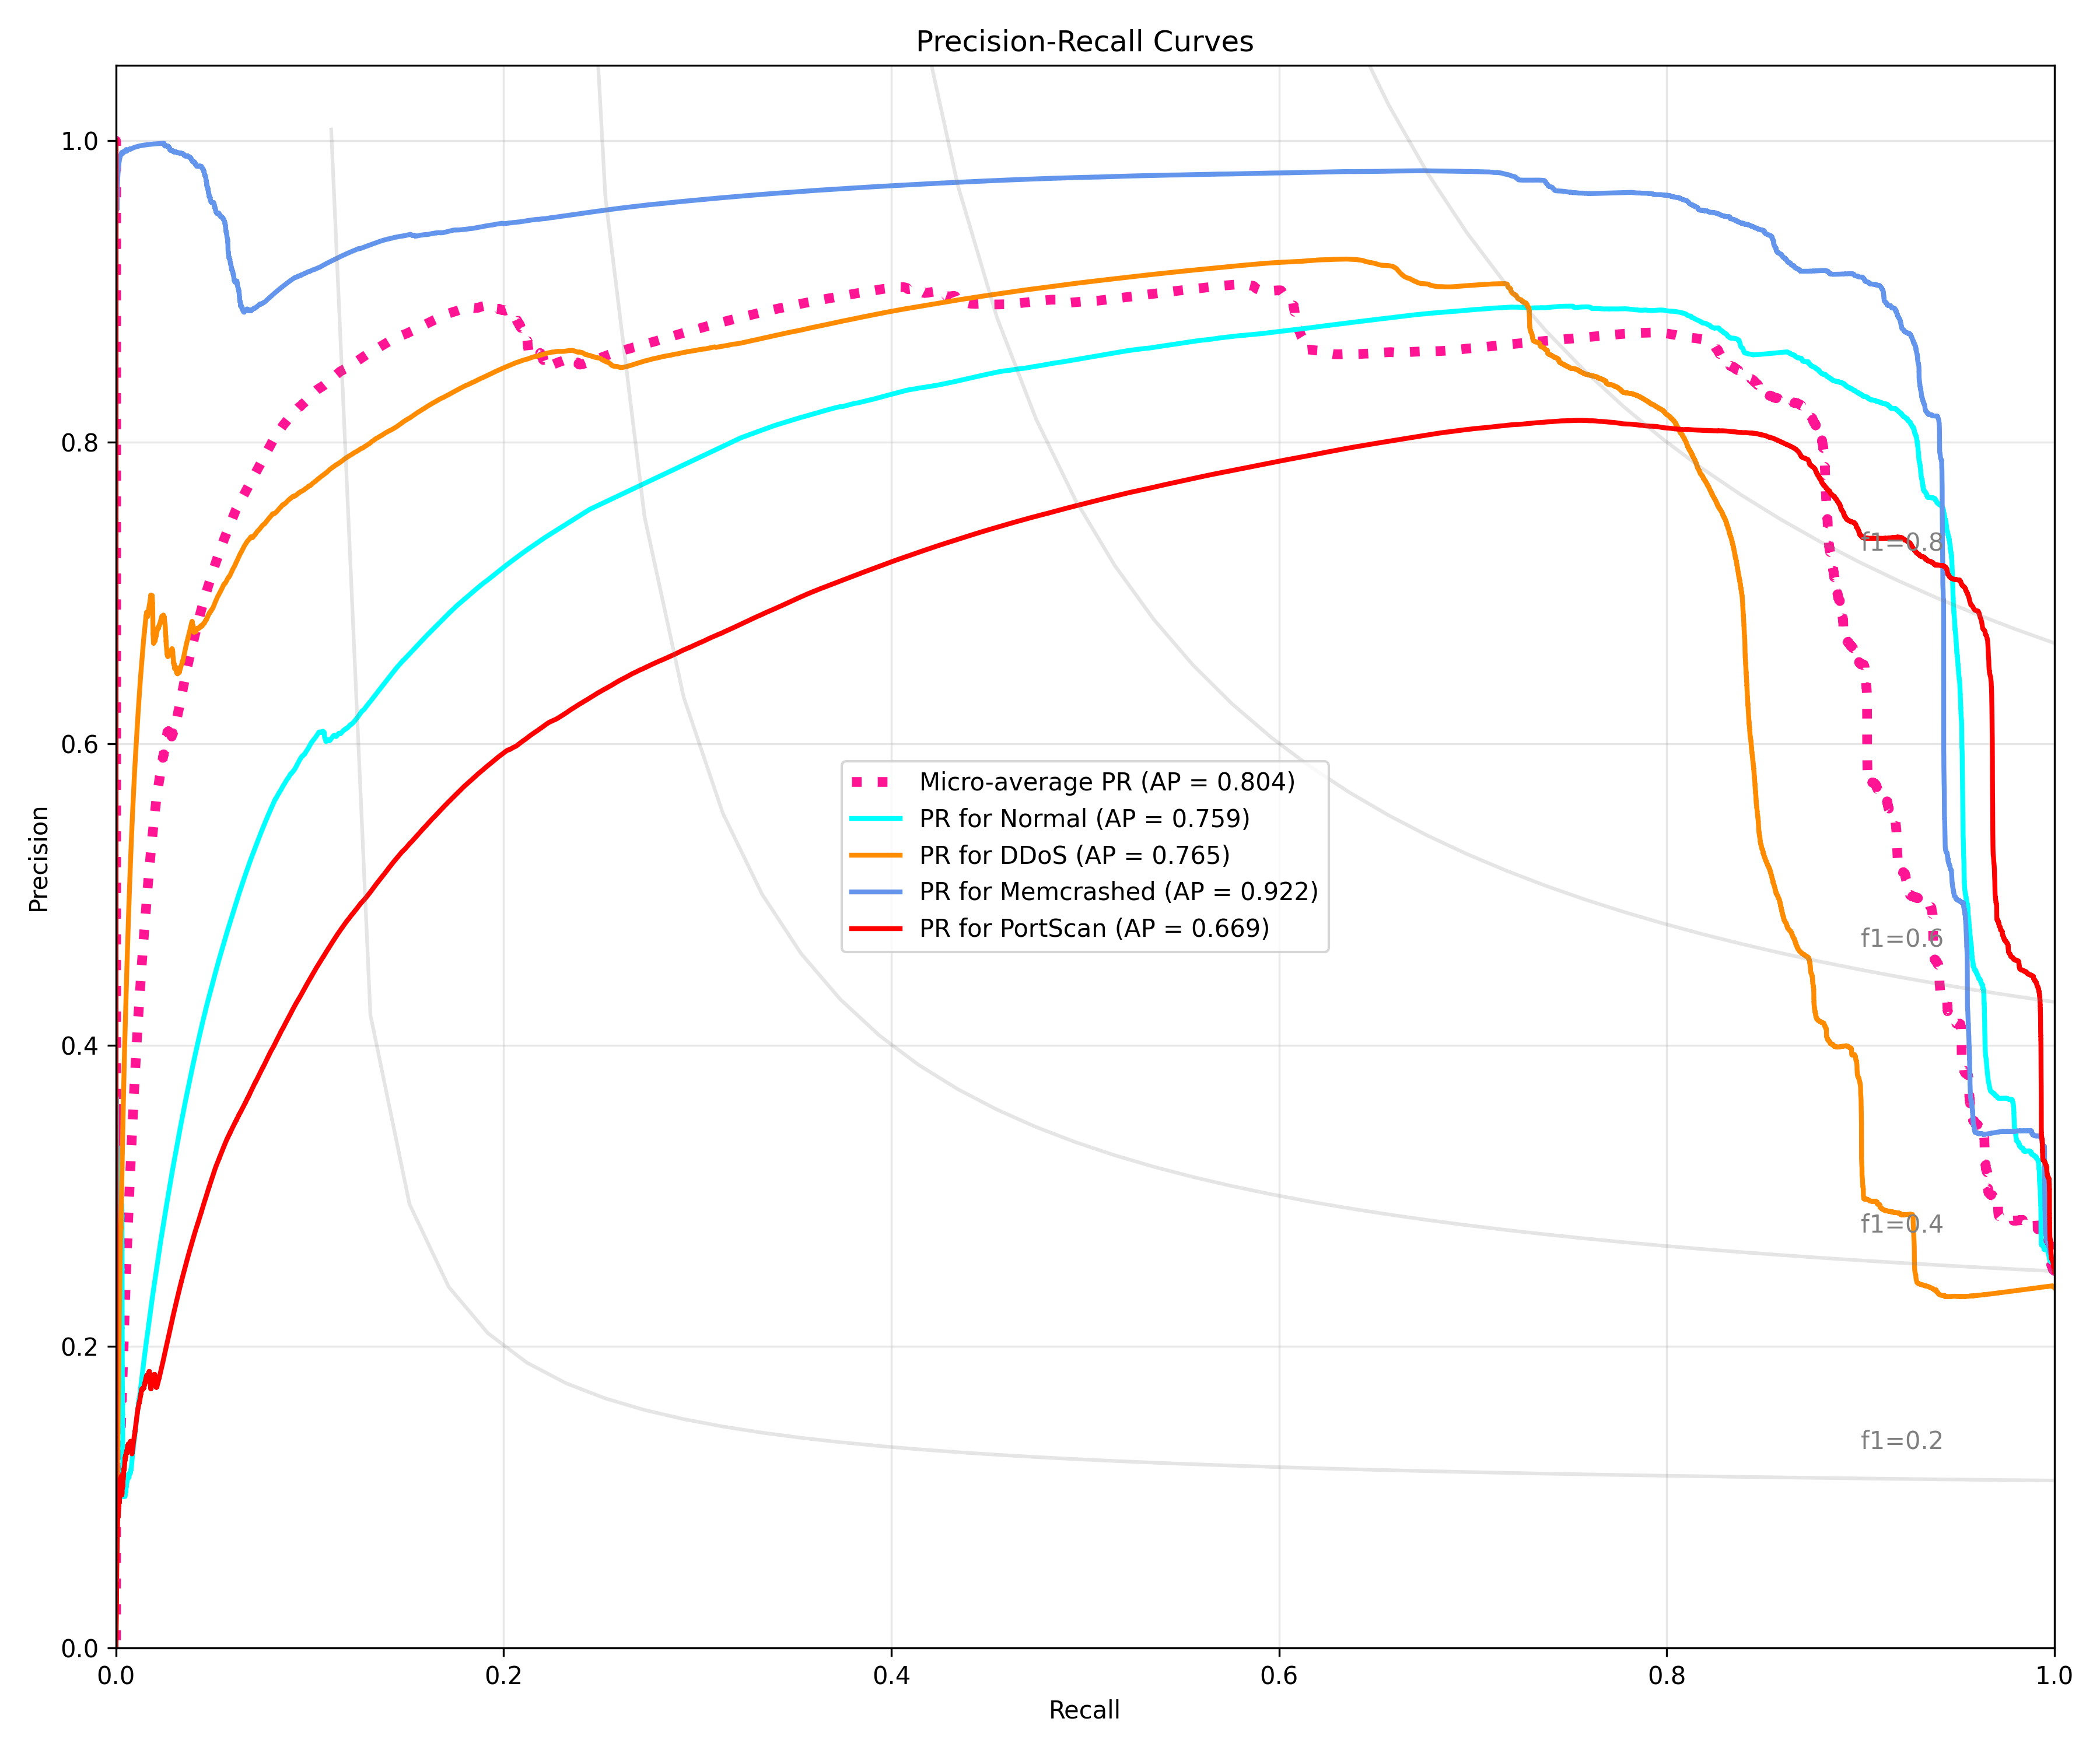 Precision-Recall Curves
1.0
0.8
0.6
0.4
0.2
0.0
Precision
f1=0.8
f1=0.6
f1=0.4
f1=0.2
Micro-average PR (AP = 0.804)
PR for Normal (AP = 0.759)
PR for DDoS (AP = 0.765)
PR for Memcrashed (AP = 0.922)
PR for PortScan (AP = 0.669)
0.0 0.2 0.4 0.6 0.8 1.0
Recall